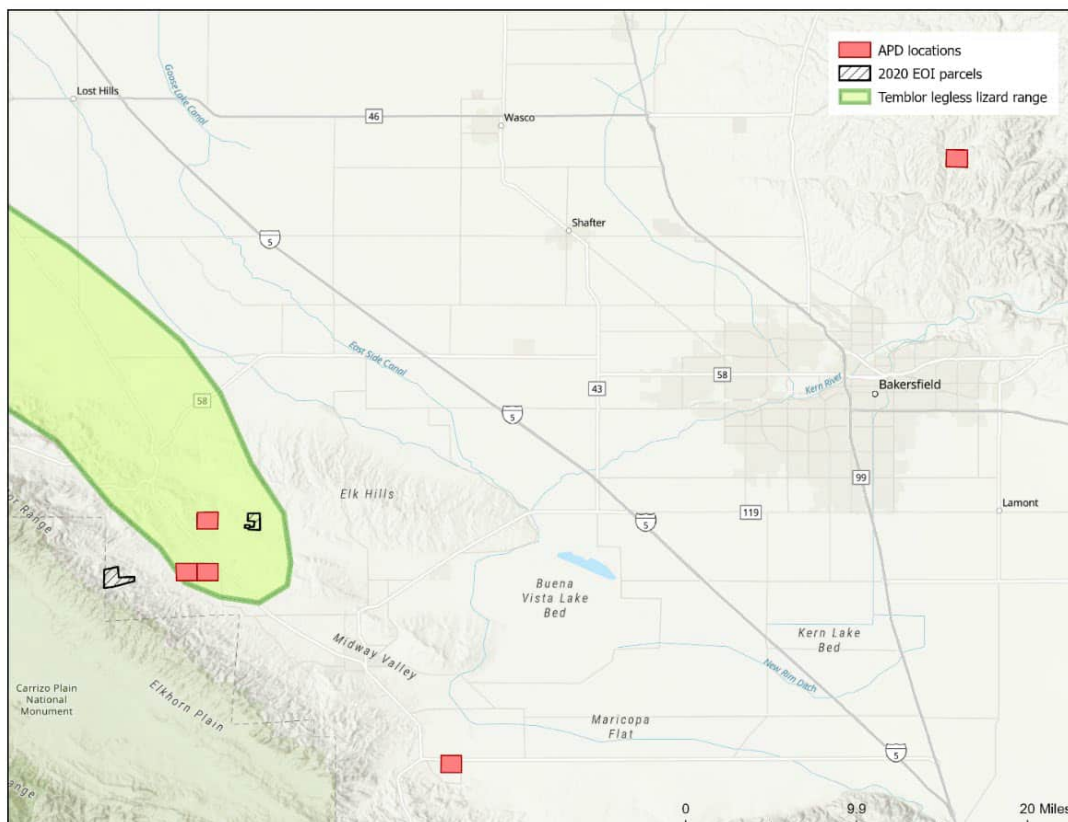 APD locations
2020 EOI parcels
Temblor legless lizard range
Lost Hills
Goose Lake Canal
46
Wasco
Shafter
5
East Side Canal
58
43
58
Kern River
Bakersfield
5
99
Elk Hills
119
Lamont
5
Buena
Vista Lake
Bed
Kern Lake
Bed
Midway Valley
Carrizo Plain
National
Monument
Elkhorn Plain
Maricopa
Flat
5
0
9.9
20 Miles